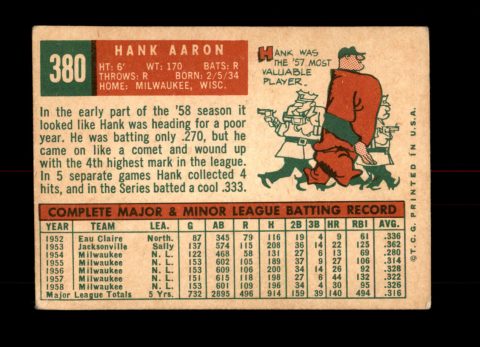 380
HANK AARON
HT: 6' WT: 170 BATS: R
THROWS: R BORN: 2/5/34
HOME: MILWAUKEE, WISC.
HANK WAS
THE '57 MOST
VALUABLE
PLAYER.
In the early part of the '58 season it
looked like Hank was heading for a poor
year. He was batting only .270, but he
came on like a comet and wound up
with the 4th highest mark in the league.
In 5 separate games Hank collected 4
hits, and in the Series batted a cool .333.
COMPLETE MAJOR & MINOR LEAGUE BATTING RECORD
YEAR TEAM LEA. G AB R H 2B 3B HR RBI AVG.
1952 Eau Claire North. 87 345 79 116 19 4 9 61 .336
1953 Jacksonville Sally 137 574 115 208 36 14 22 125 .362
1954 Milwaukee N. L. 122 468 58 131 27 6 13 69 .280
1955 Milwaukee N. L. 153 602 105 189 37 9 27 106 .314
1956 Milwaukee N. L. 153 609 106 200 34 14 26 92 .328
1957 Milwaukee N. L. 151 615 118 198 27 6 44 132 .322
1958 Milwaukee N. L. 153 601 109 196 34 4 30 95 .326
Major League Totals 5 Yrs. 732 2895 496 914 159 39 140 494 .316
© T.C.G. PRINTED IN U.S.A.